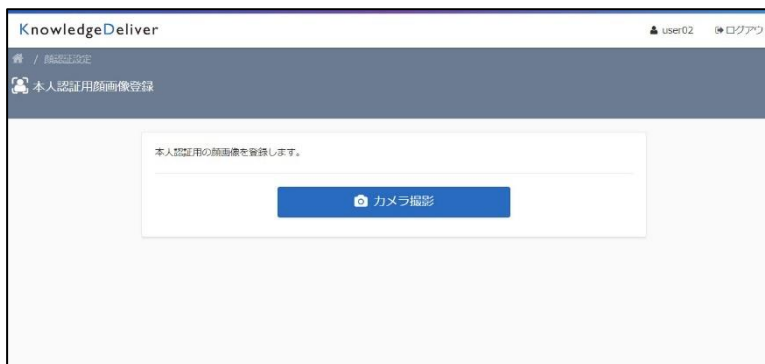 KnowledgeDeliver
user02 ログアウ
/ 顔認証設定
本人認証用顔画像登録
本人認証用の顔画像を登録します。
カメラ撮影